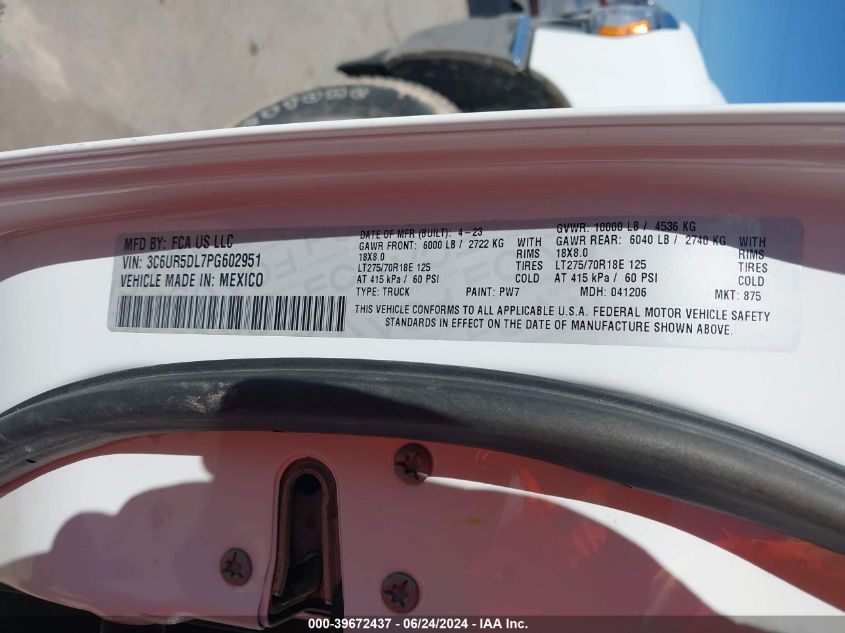 MFD BY: FCA US LLC
VIN: 3C6UR5DL7PG602951
VEHICLE MADE IN: MEXICO
DATE OF MFR (BUILT): 4-23
GVWR: 10000 LB / 4536 KG
GAWR FRONT: 6000 LB / 2722 KG WITH GAWR REAR: 6040 LB / 2740 KG WITH
18X8.0 RIMS 18X8.0 RIMS
LT275/70R18E 125 TIRES LT275/70R18E 125 TIRES
AT 415 kPa / 60 PSI COLD AT 415 kPa / 60 PSI COLD
TYPE: TRUCK PAINT: PW7 MDH: 041206 MKT: 875
THIS VEHICLE CONFORMS TO ALL APPLICABLE U.S.A. FEDERAL MOTOR VEHICLE SAFETY
STANDARDS IN EFFECT ON THE DATE OF MANUFACTURE SHOWN ABOVE.
000-39672437 - 06/24/2024 - IAA Inc.